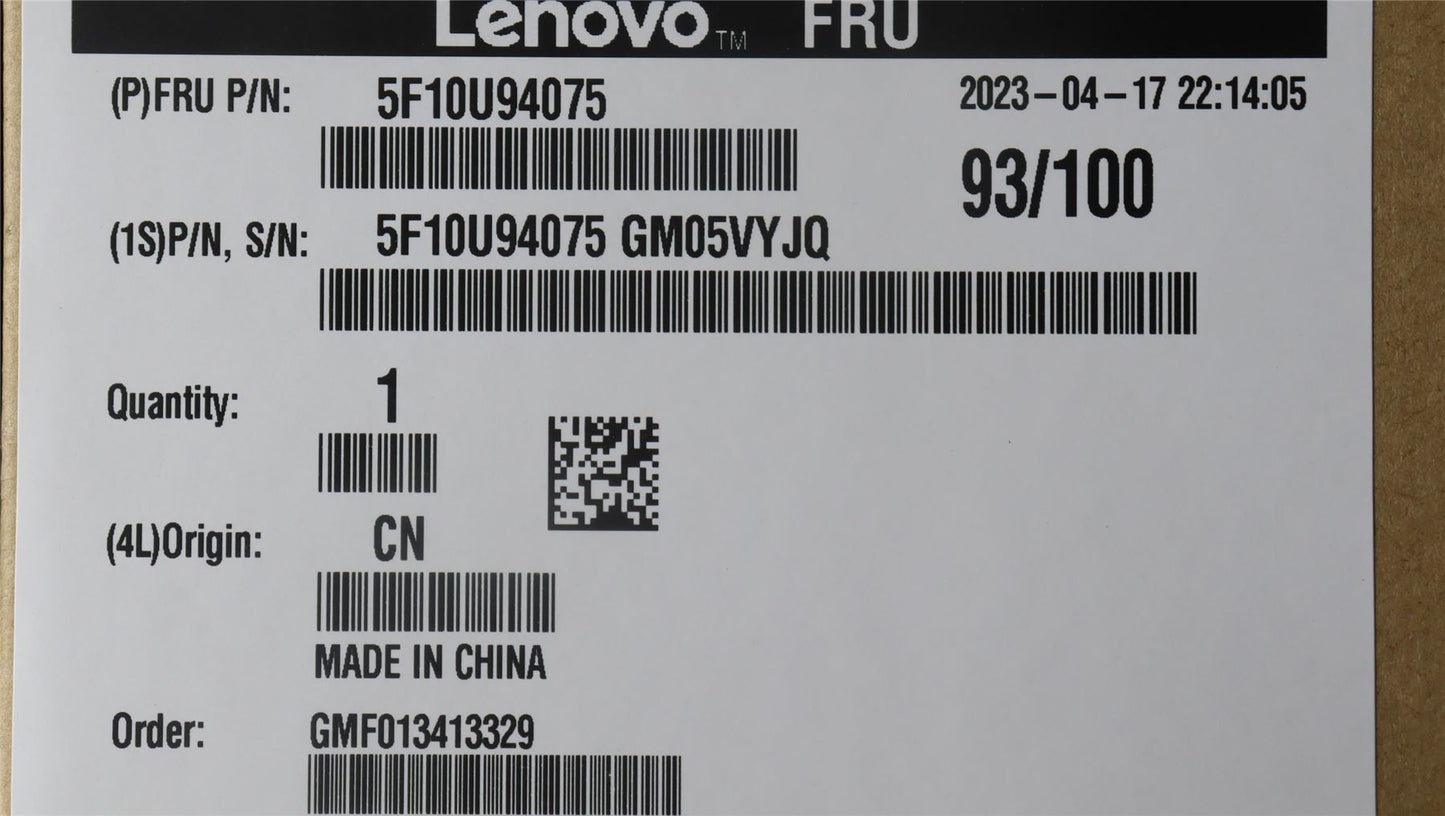 Lenovo™ FRU
(P)FRU P/N: 5F10U94075 2023-04-17 22:14:05
93/100
(1S)P/N, S/N: 5F10U94075 GM05VYJQ
Quantity: 1
(4L)Origin: CN
MADE IN CHINA
Order: GMF013413329